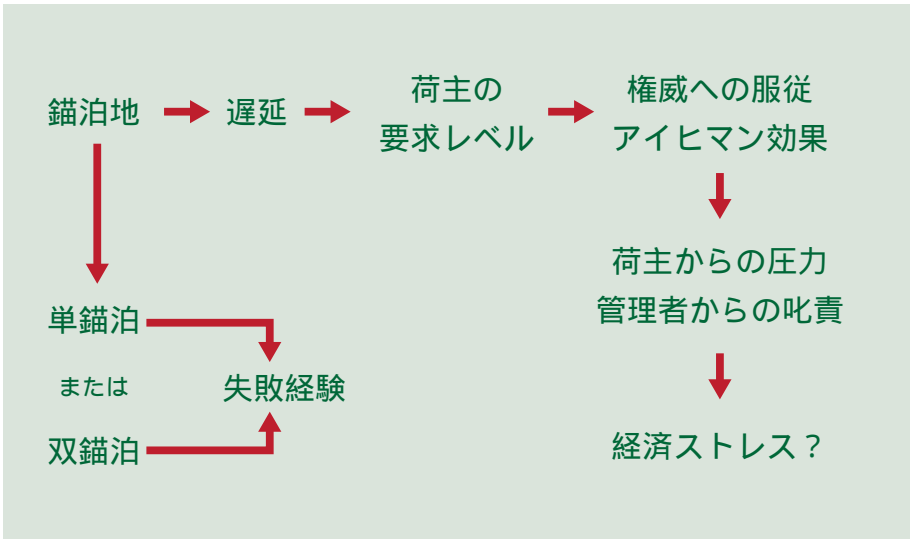 錨泊地
遅延
荷主の
要求レベル
権威への服従
アイヒマン効果
荷主からの圧力
管理者からの叱責
経済ストレス？
単錨泊
または
双錨泊
失敗経験